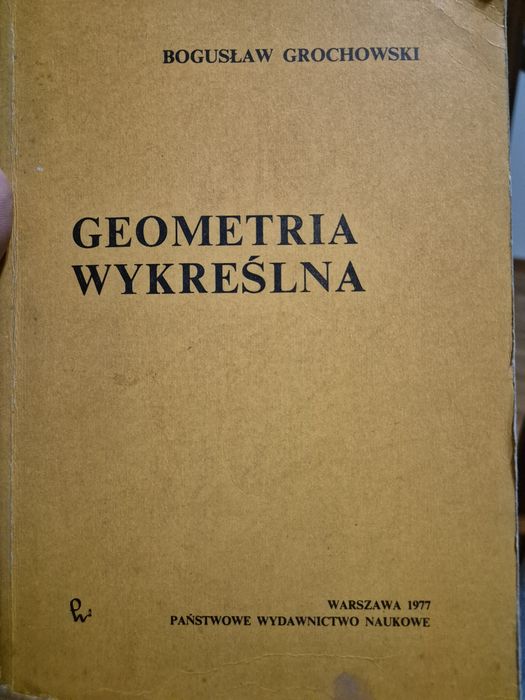 BOGUSŁAW GROCHOWSKI
GEOMETRIA
WYKREŚLNA
WARSZAWA 1977
PAŃSTWOWE WYDAWNICTWO NAUKOWE